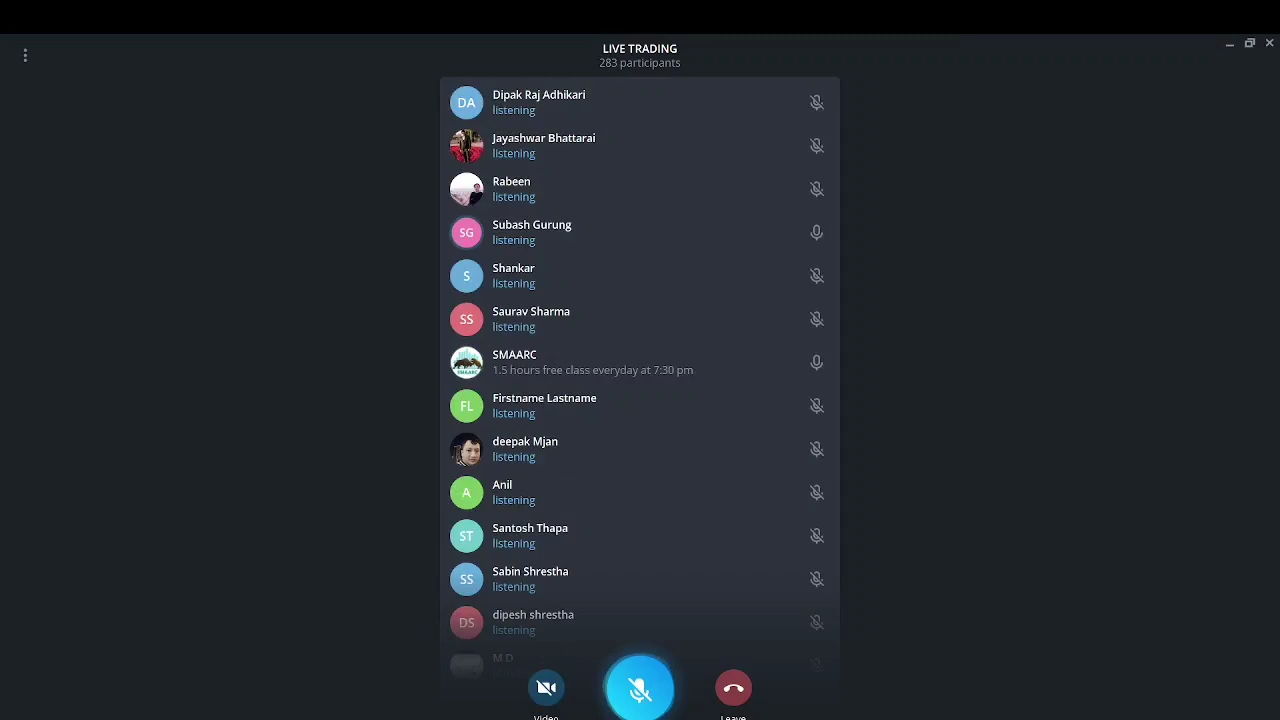 LIVE TRADING
283 participants
DA
Dipak Raj Adhikari
listening
Jayashwar Bhattarai
listening
Rabeen
listening
SG
Subash Gurung
listening
S
Shankar
listening
SS
Saurav Sharma
listening
SMAARC
SMAARC
1.5 hours free class everyday at 7:30 pm
FL
Firstname Lastname
listening
deepak Mjan
listening
A
Anil
listening
ST
Santosh Thapa
listening
SS
Sabin Shrestha
listening
DS
dipesh shrestha
listening
M D
Video
Leave